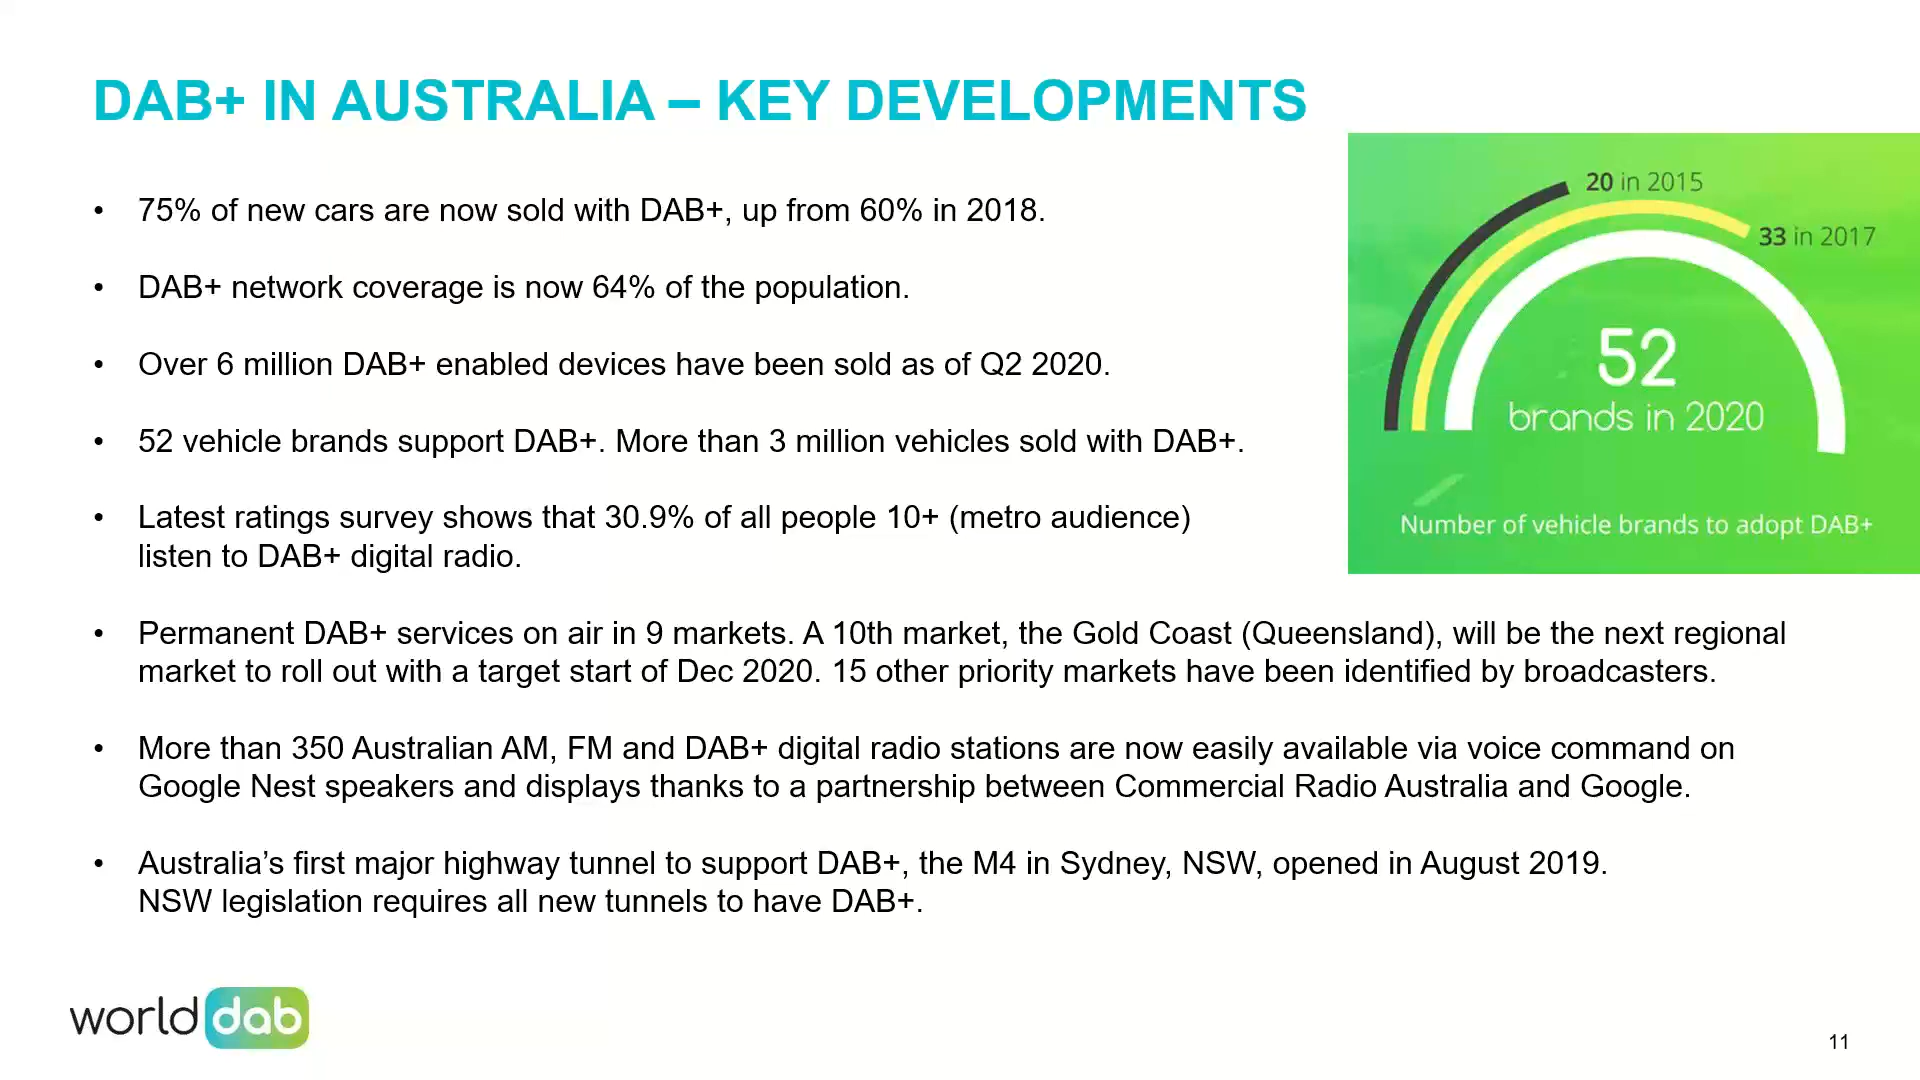 DAB+ IN AUSTRALIA – KEY DEVELOPMENTS
• 75% of new cars are now sold with DAB+, up from 60% in 2018.
• DAB+ network coverage is now 64% of the population.
• Over 6 million DAB+ enabled devices have been sold as of Q2 2020.
• 52 vehicle brands support DAB+. More than 3 million vehicles sold with DAB+.
• Latest ratings survey shows that 30.9% of all people 10+ (metro audience)
listen to DAB+ digital radio.
• Permanent DAB+ services on air in 9 markets. A 10th market, the Gold Coast (Queensland), will be the next regional
market to roll out with a target start of Dec 2020. 15 other priority markets have been identified by broadcasters.
• More than 350 Australian AM, FM and DAB+ digital radio stations are now easily available via voice command on
Google Nest speakers and displays thanks to a partnership between Commercial Radio Australia and Google.
• Australia’s first major highway tunnel to support DAB+, the M4 in Sydney, NSW, opened in August 2019.
NSW legislation requires all new tunnels to have DAB+.
20 in 2015
33 in 2017
52
brands in 2020
Number of vehicle brands to adopt DAB+
world dab
11